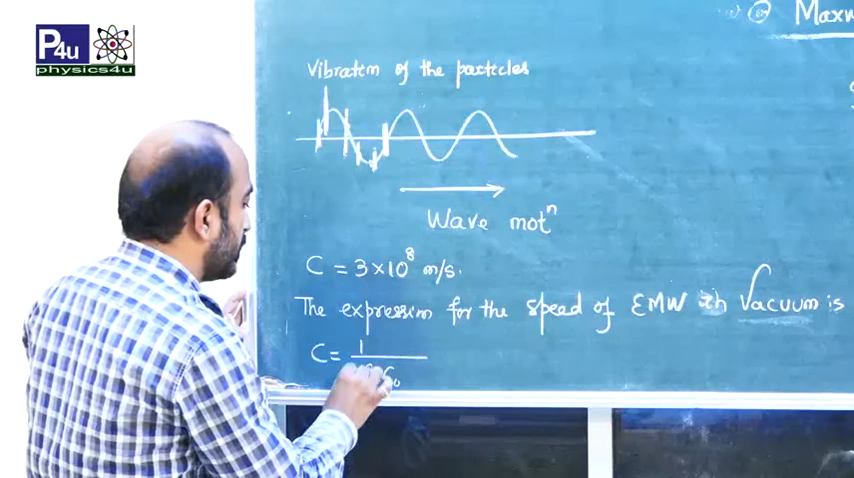 P4u
physics4u
Maxw
Vibration of the particles
Wave motⁿ
C = 3×10⁸ m/s.
The expression for the speed of EMW in Vacuum is
C = 1